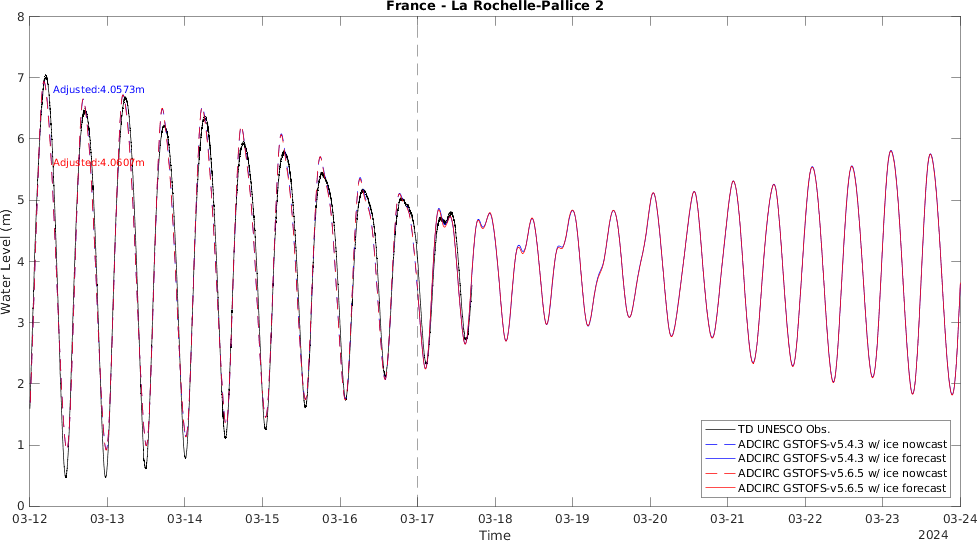 France - La Rochelle-Pallice 2
Water Level (m)
8
7
6
5
4
3
2
1
0
Adjusted:4.0573m
Adjusted:4.0607m
TD UNESCO Obs.
ADCIRC GSTOFS-v5.4.3 w/ ice nowcast
ADCIRC GSTOFS-v5.4.3 w/ ice forecast
ADCIRC GSTOFS-v5.6.5 w/ ice nowcast
ADCIRC GSTOFS-v5.6.5 w/ ice forecast
03-12 03-13 03-14 03-15 03-16 03-17 03-18 03-19 03-20 03-21 03-22 03-23 03-24
Time
2024